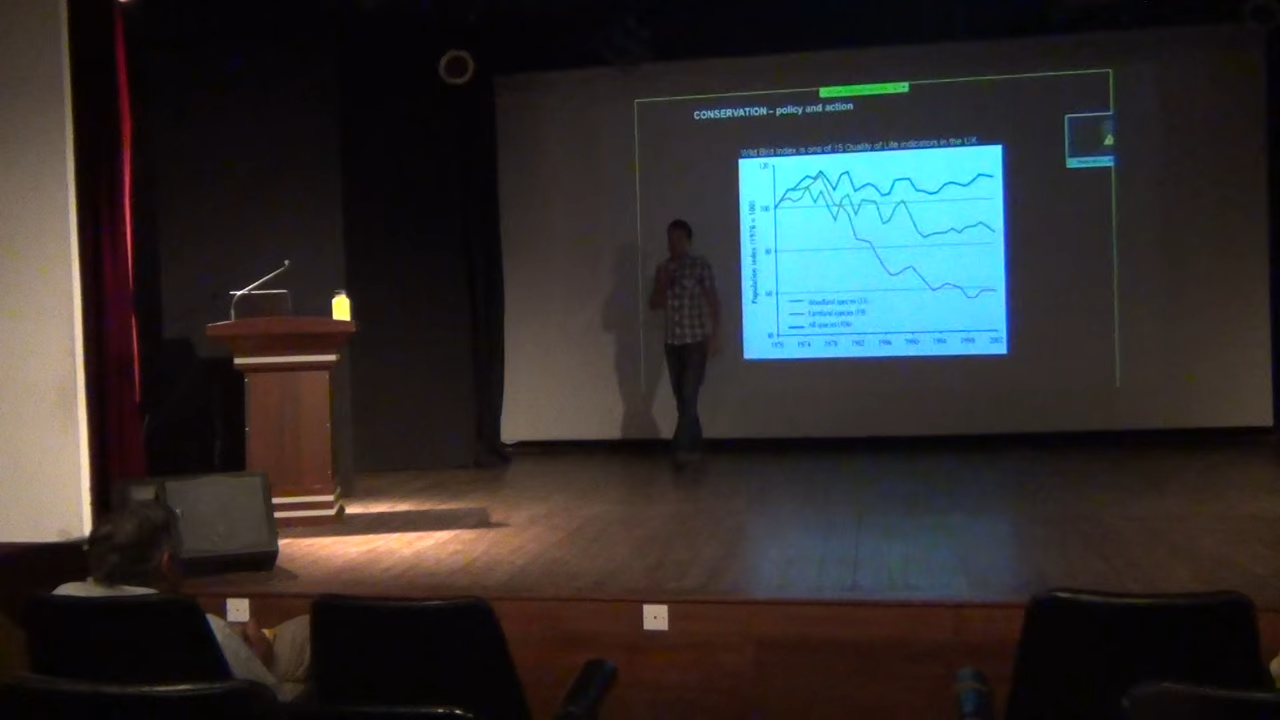 CONSERVATION – policy and action
Wild Bird Index is one of 15 Quality of Life indicators in the UK
120
100
80
60
Population index (1970 = 100)
Woodland species
Farmland species
All species
1970 1974 1978 1982 1986 1990 1994 1998 2002